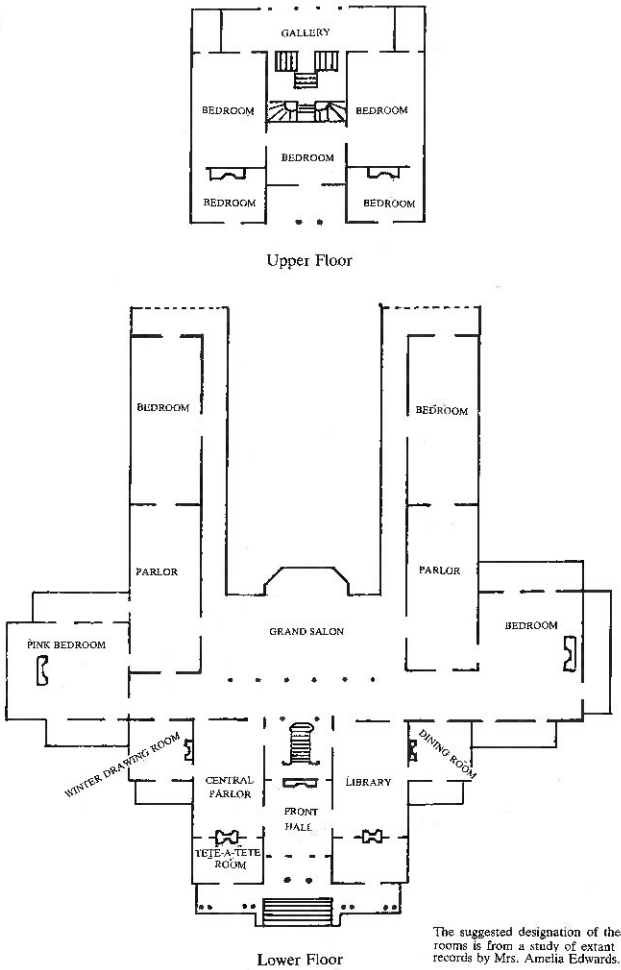 GALLERY
BEDROOM
BEDROOM
BEDROOM
BEDROOM
BEDROOM
Upper Floor
BEDROOM
BEDROOM
PARLOR
PARLOR
GRAND SALON
BEDROOM
PINK BEDROOM
WINTER DRAWING ROOM
DINING ROOM
CENTRAL
PARLOR
LIBRARY
FRONT
HALL
TETE-A-TETE
ROOM
Lower Floor
The suggested designation of the
rooms is from a study of extant
records by Mrs. Amelia Edwards.